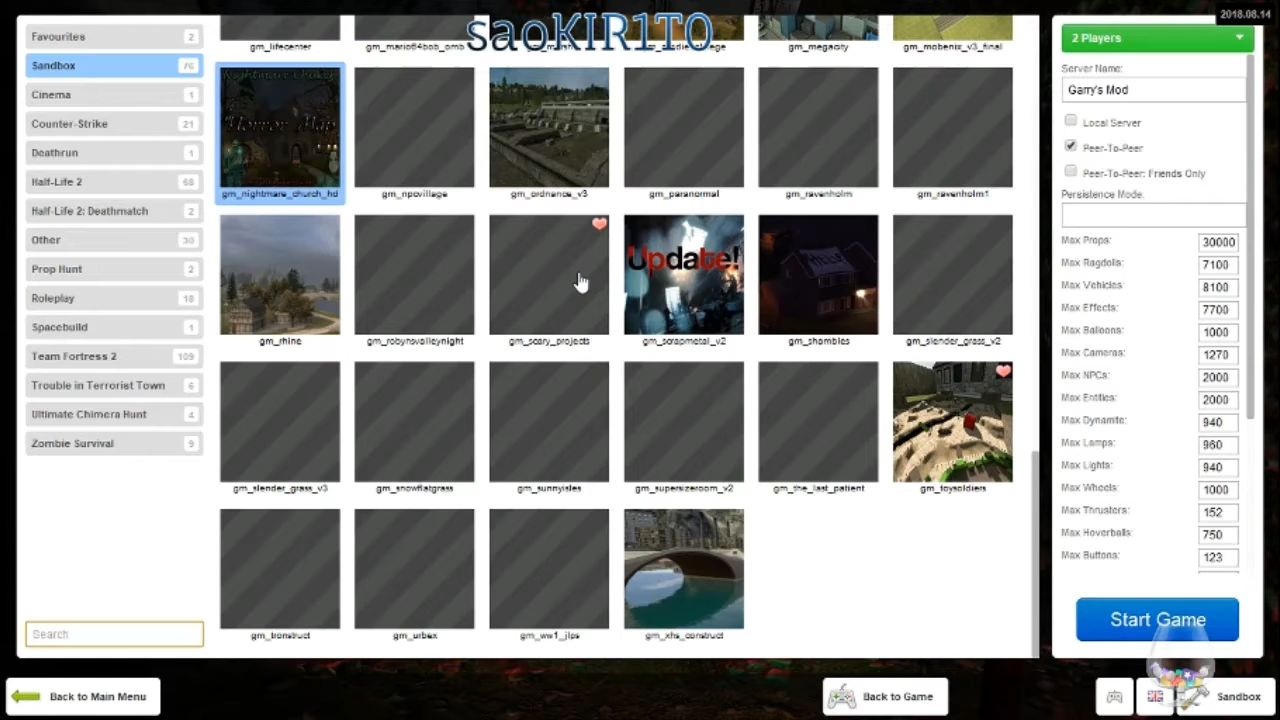 2018.08.14
saoKIR1TO
Favourites 2
Sandbox 76
Cinema 1
Counter-Strike 21
Deathrun 1
Half-Life 2 68
Half-Life 2: Deathmatch 2
Other 30
Prop Hunt 2
Roleplay 18
Spacebuild 1
Team Fortress 2 109
Trouble in Terrorist Town 6
Ultimate Chimera Hunt 4
Zombie Survival 9
Search
gm_lifecenter
gm_megacity
gm_mobenix_v3_final
Horror Map
gm_nightmare_church_hd
gm_npcvillage
gm_ordnance_v3
gm_paranormal
gm_ravenholm
gm_ravenholm1
Update!
HELLO
gm_rhine
gm_robynsvalleynight
gm_scary_projects
gm_scrapmetal_v2
gm_shambles
gm_slender_grass_v2
gm_slender_grass_v3
gm_snowflatgrass
gm_sunnyisles
gm_supersizeroom_v2
gm_the_last_patient
gm_toysoldiers
gm_tronstruct
gm_urbex
gm_ww1_jlps
gm_xhs_construct
2 Players
Server Name:
Garry's Mod
Local Server
Peer-To-Peer
Peer-To-Peer: Friends Only
Persistence Mode:
Max Props: 30000
Max Ragdolls: 7100
Max Vehicles: 8100
Max Effects: 7700
Max Balloons: 1000
Max Cameras: 1270
Max NPCs: 2000
Max Entities: 2000
Max Dynamite: 940
Max Lamps: 960
Max Lights: 940
Max Wheels: 1000
Max Thrusters: 152
Max Hoverballs: 750
Max Buttons: 123
Start Game
Back to Main Menu
Back to Game
Sandbox